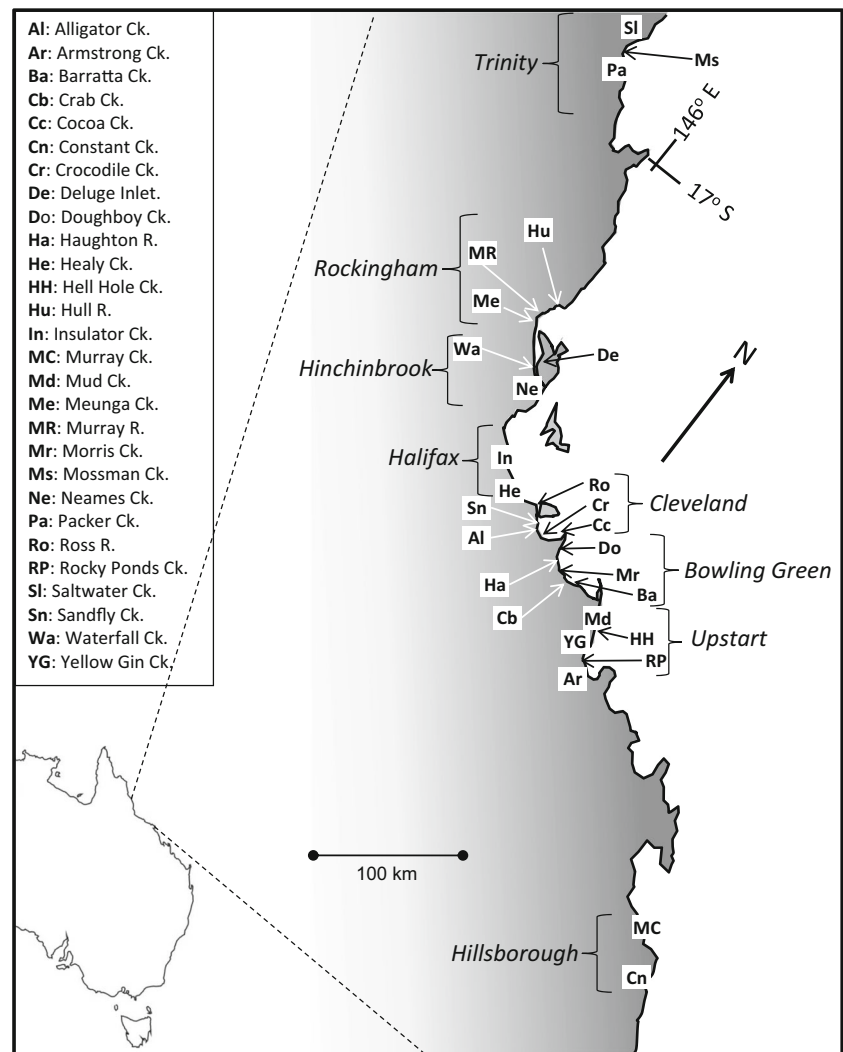 Al: Alligator Ck.
Ar: Armstrong Ck.
Ba: Barratta Ck.
Cb: Crab Ck.
Cc: Cocoa Ck.
Cn: Constant Ck.
Cr: Crocodile Ck.
De: Deluge Inlet.
Do: Doughboy Ck.
Ha: Haughton R.
He: Healy Ck.
HH: Hell Hole Ck.
Hu: Hull R.
In: Insulator Ck.
MC: Murray Ck.
Md: Mud Ck.
Me: Meunga Ck.
MR: Murray R.
Mr: Morris Ck.
Ms: Mossman Ck.
Ne: Neames Ck.
Pa: Packer Ck.
Ro: Ross R.
RP: Rocky Ponds Ck.
Sl: Saltwater Ck.
Sn: Sandfly Ck.
Wa: Waterfall Ck.
YG: Yellow Gin Ck.
Sl
Trinity
Ms
Pa
146° E
17° S
Hu
MR
Rockingham
Me
Wa
De
Hinchinbrook
Ne
N
Halifax
In
He
Ro
Sn
Cr
Cleveland
Cc
Al
Do
Bowling Green
Ha
Mr
Ba
Cb
Md
HH
Upstart
YG
RP
Ar
100 km
MC
Hillsborough
Cn